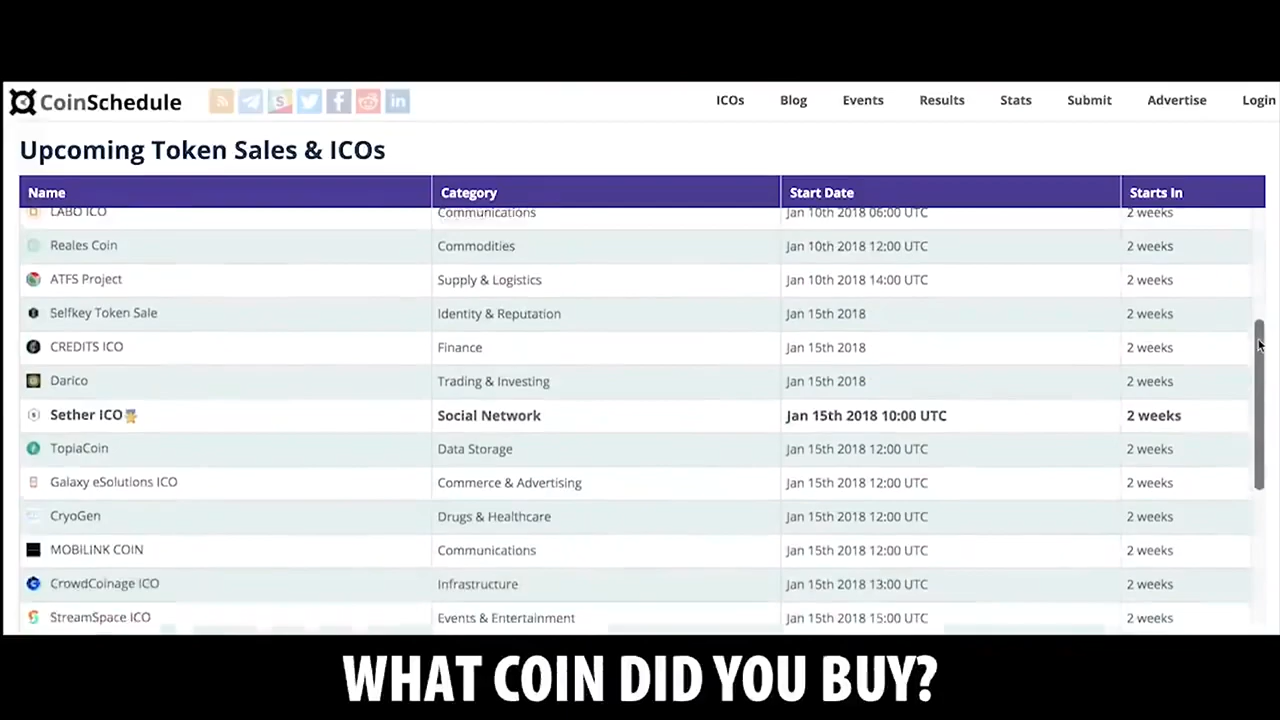 CoinSchedule ICOs Blog Events Results Stats Submit Advertise Login
Upcoming Token Sales & ICOs
Name Category Start Date Starts In
LABO ICO Communications Jan 10th 2018 06:00 UTC 2 weeks
Reales Coin Commodities Jan 10th 2018 12:00 UTC 2 weeks
ATFS Project Supply & Logistics Jan 10th 2018 14:00 UTC 2 weeks
Selfkey Token Sale Identity & Reputation Jan 15th 2018 2 weeks
CREDITS ICO Finance Jan 15th 2018 2 weeks
Darico Trading & Investing Jan 15th 2018 2 weeks
Sether ICO Social Network Jan 15th 2018 10:00 UTC 2 weeks
TopiaCoin Data Storage Jan 15th 2018 12:00 UTC 2 weeks
Galaxy eSolutions ICO Commerce & Advertising Jan 15th 2018 12:00 UTC 2 weeks
CryoGen Drugs & Healthcare Jan 15th 2018 12:00 UTC 2 weeks
MOBILINK COIN Communications Jan 15th 2018 12:00 UTC 2 weeks
CrowdCoinage ICO Infrastructure Jan 15th 2018 13:00 UTC 2 weeks
StreamSpace ICO Events & Entertainment Jan 15th 2018 15:00 UTC 2 weeks
WHAT COIN DID YOU BUY?